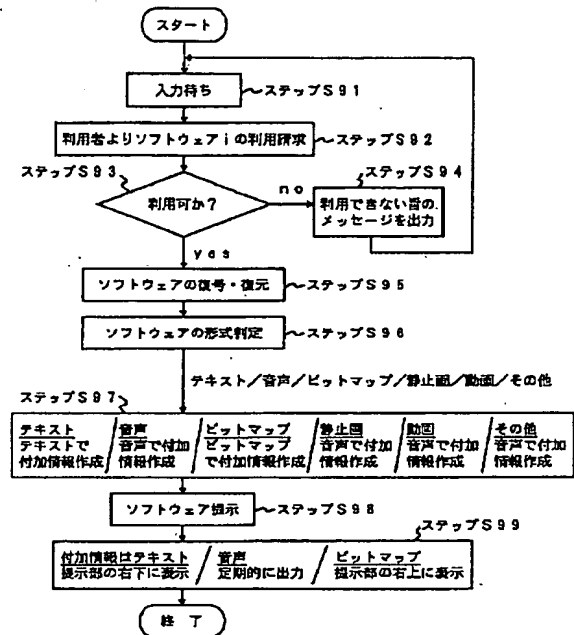 スタート
入力待ち
ステップS91
利用者よりソフトウェアiの利用請求
ステップS92
ステップS93
利用可か?
no
ステップS94
利用できない旨の
メッセージを出力
yes
ソフトウェアの復号・復元
ステップS95
ソフトウェアの形式判定
ステップS96
テキスト/音声/ビットマップ/静止画/動画/その他
ステップS97
テキスト
テキストで
付加情報作成
音声
音声で付加
情報作成
ビットマップ
ビットマップ
で付加情報作成
静止画
音声で付加
情報作成
動画
音声で付加
情報作成
その他
音声で付加
情報作成
ソフトウェア提示
ステップS98
ステップS99
付加情報はテキスト
提示部の右下に表示
音声
定期的に出力
ビットマップ
提示部の右上に表示
終了